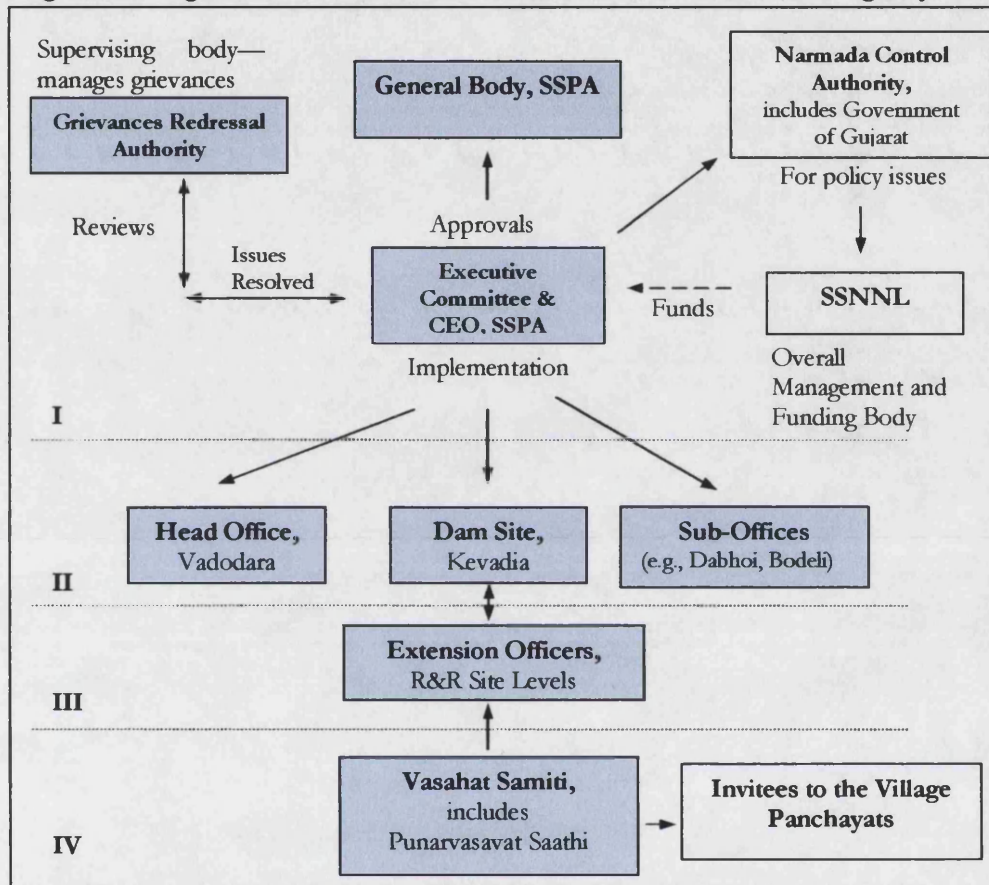 Supervising body—
manages grievances
Grievances Redressal
Authority
General Body, SSPA
Narmada Control
Authority,
includes Government
of Gujarat
For policy issues
Reviews
Issues
Resolved
Approvals
Executive
Committee &
CEO, SSPA
Funds
SSNNL
Implementation
Overall
Management and
Funding Body
I
Head Office,
Vadodara
Dam Site,
Kevadia
Sub-Offices
(e.g., Dabhoi, Bodeli)
II
Extension Officers,
R&R Site Levels
III
Vasahat Samiti,
includes
Punarvasavat Saathi
Invitees to the Village
Panchayats
IV